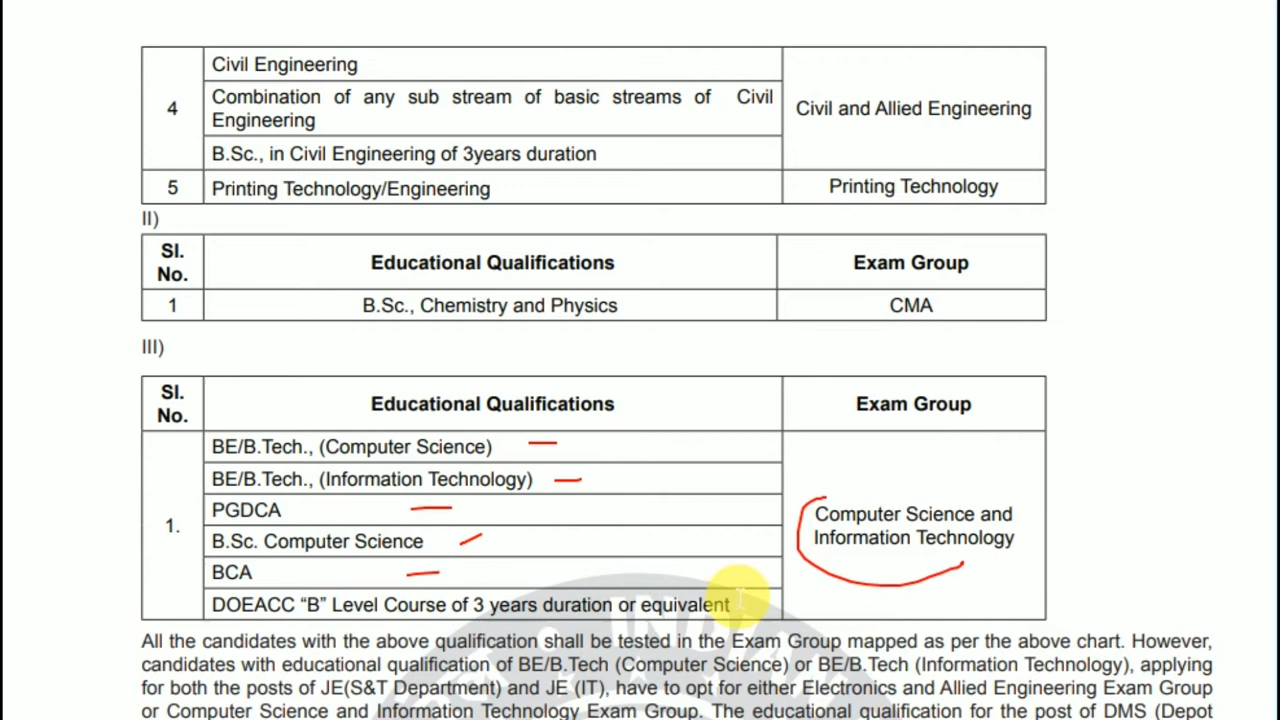 Civil Engineering
4
Combination of any sub stream of basic streams of Civil
Engineering
Civil and Allied Engineering
B.Sc., in Civil Engineering of 3years duration
5
Printing Technology/Engineering
Printing Technology
II)
Sl.
No.
Educational Qualifications
Exam Group
1
B.Sc., Chemistry and Physics
CMA
III)
Sl.
No.
Educational Qualifications
Exam Group
1.
BE/B.Tech., (Computer Science)
BE/B.Tech., (Information Technology)
PGDCA
B.Sc. Computer Science
BCA
DOEACC “B” Level Course of 3 years duration or equivalent
Computer Science and
Information Technology
All the candidates with the above qualification shall be tested in the Exam Group mapped as per the above chart. However,
candidates with educational qualification of BE/B.Tech (Computer Science) or BE/B.Tech (Information Technology), applying
for both the posts of JE(S&T Department) and JE (IT), have to opt for either Electronics and Allied Engineering Exam Group
or Computer Science and Information Technology Exam Group. The educational qualification for the post of DMS (Depot